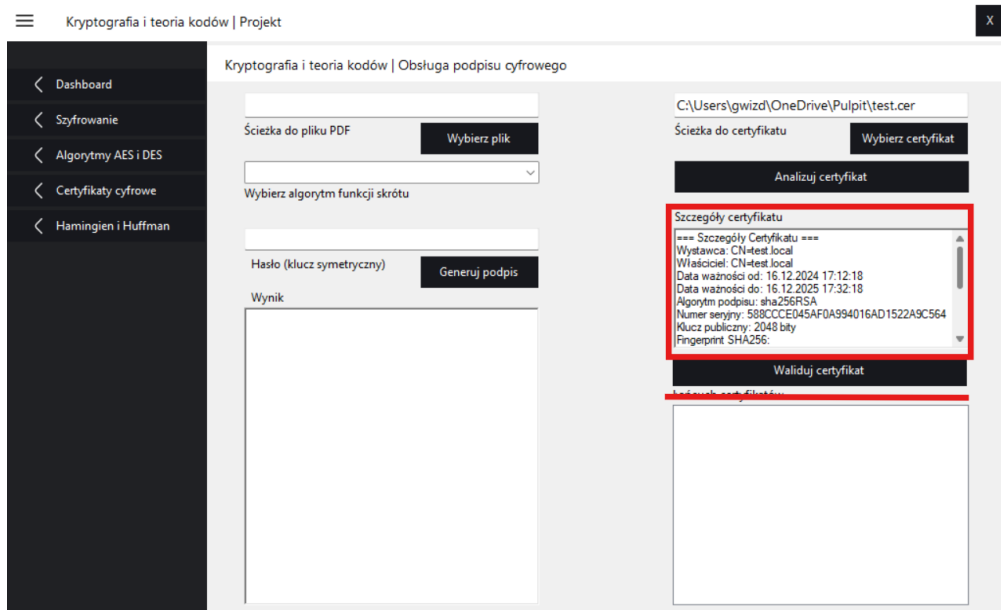 Kryptografia i teoria kodów | Projekt
X
Dashboard
Szyfrowanie
Algorytmy AES i DES
Certyfikaty cyfrowe
Hamingien i Huffman
Kryptografia i teoria kodów | Obsługa podpisu cyfrowego
Ścieżka do pliku PDF
Wybierz plik
Wybierz algorytm funkcji skrótu
Hasło (klucz symetryczny)
Generuj podpis
Wynik
C:\Users\gwizd\OneDrive\Pulpit\test.cer
Ścieżka do certyfikatu
Wybierz certyfikat
Analizuj certyfikat
Szczegóły certyfikatu
=== Szczegóły Certyfikatu ===
Wystawca: CN=test.local
Właściciel: CN=test.local
Data ważności od: 16.12.2024 17:12:18
Data ważności do: 16.12.2025 17:32:18
Algorytm podpisu: sha256RSA
Numer seryjny: 588CCCE045AF0A994016AD1522A9C564
Klucz publiczny: 2048 bity
Fingerprint SHA256:
Waliduj certyfikat
Łańcuch certyfikatów